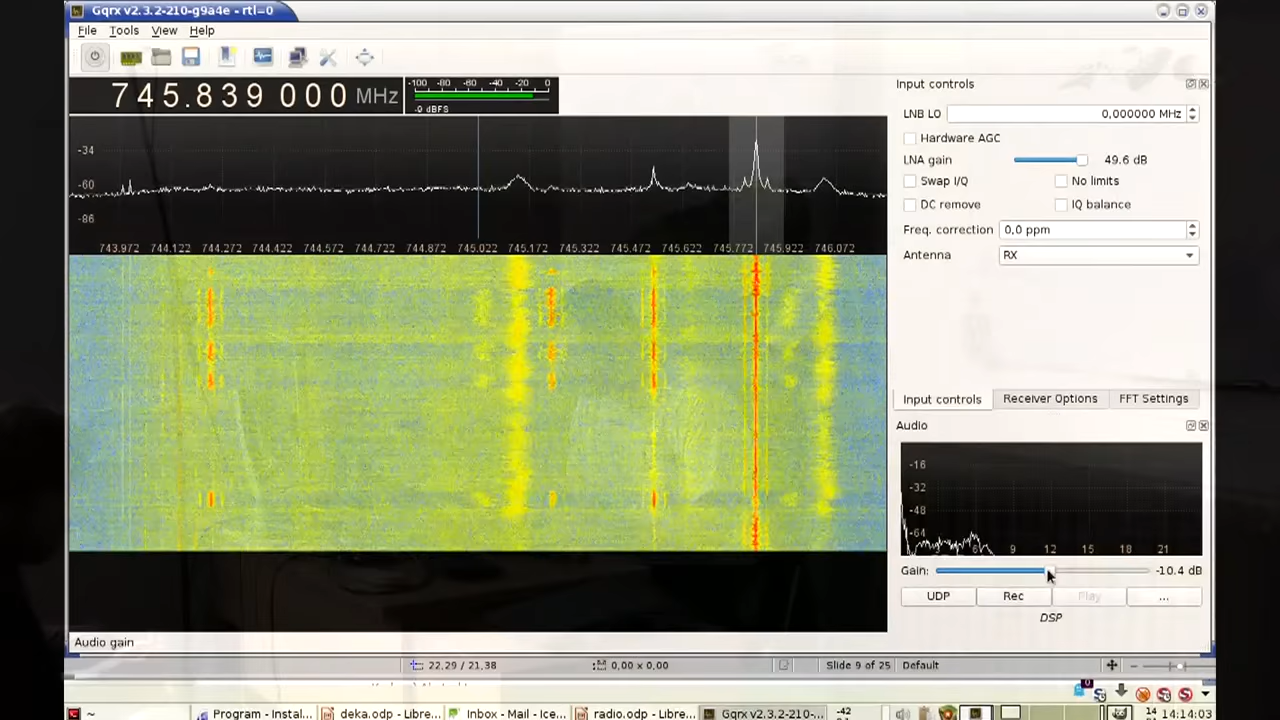 Gqrx v2.3.2-210-g9a4e - rtl=0
File Tools View Help
745.839 000 MHz
-100 -80 -60 -40 -20 0
-9 dBFS
-34
-60
-86
743.972 744.122 744.272 744.422 744.572 744.722 744.872 745.022 745.172 745.322 745.472 745.622 745.772 745.922 746.072
Input controls
LNB LO 0,000000 MHz
Hardware AGC
LNA gain 49.6 dB
Swap I/Q No limits
DC remove IQ balance
Freq. correction 0,0 ppm
Antenna RX
Input controls Receiver Options FFT Settings
Audio
-16
-32
-48
-64
6 9 12 15 18 21
Gain: -10.4 dB
UDP Rec Play ...
DSP
Audio gain
22,29 / 21,38 0,00 x 0,00 Slide 9 of 25 Default
0
~ Program - Instal... deka.odp - Libre... Inbox - Mail - Ice... radio.odp - Libre... Gqrx v2.3.2-210-... -42 14 14:14:03